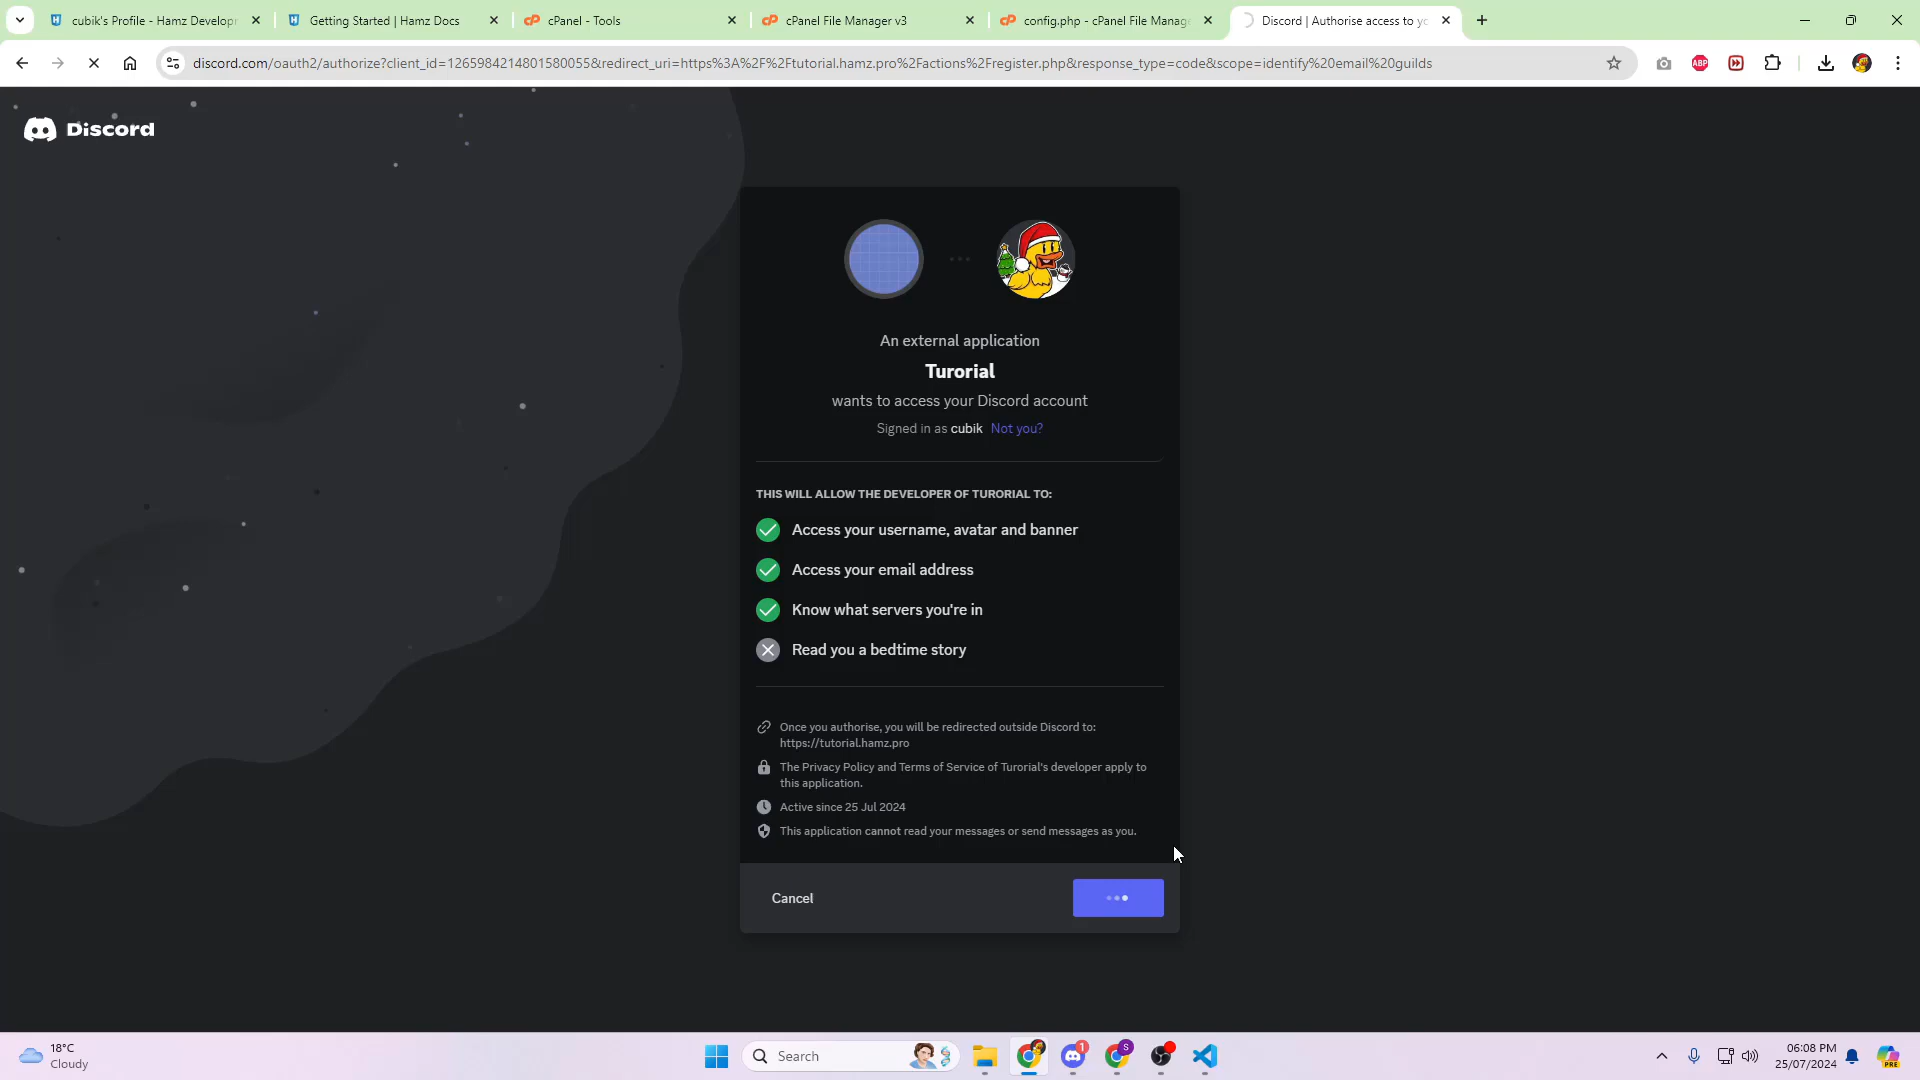 cubik's Profile - Hamz Develop
Getting Started | Hamz Docs
cPanel - Tools
cPanel File Manager v3
config.php - cPanel File Manage
Discord | Authorise access to yo
discord.com/oauth2/authorize?client_id=1265984214801580055&redirect_uri=https%3A%2F%2Ftutorial.hamz.pro%2Factions%2Fregister.php&response_type=code&scope=identify%20email%20guilds
ABP
Discord
An external application
Turorial
wants to access your Discord account
Signed in as cubik Not you?
THIS WILL ALLOW THE DEVELOPER OF TURORIAL TO:
Access your username, avatar and banner
Access your email address
Know what servers you're in
Read you a bedtime story
Once you authorise, you will be redirected outside Discord to:
https://tutorial.hamz.pro
The Privacy Policy and Terms of Service of Turorial's developer apply to
this application.
Active since 25 Jul 2024
This application cannot read your messages or send messages as you.
Cancel
18°C
Cloudy
Search
1
S
06:08 PM
25/07/2024
PRE